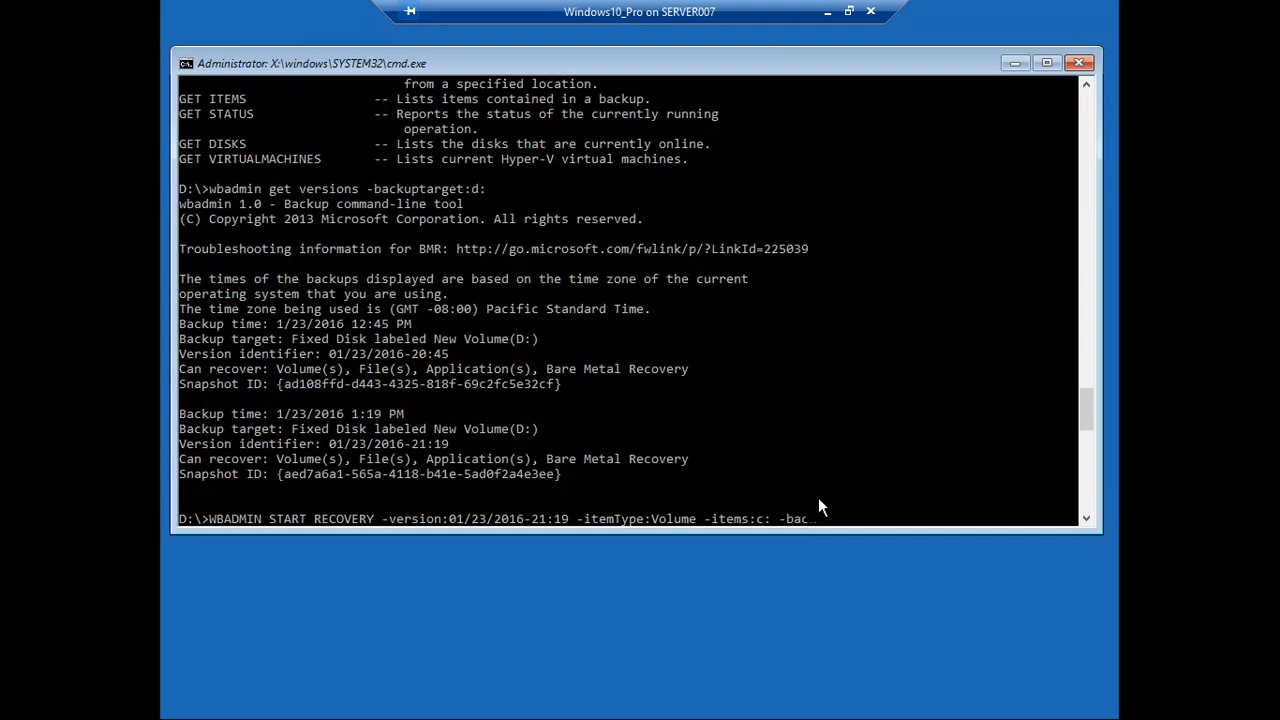 Windows10_Pro on SERVER007
Administrator: X:\windows\SYSTEM32\cmd.exe
from a specified location.
GET ITEMS -- Lists items contained in a backup.
GET STATUS -- Reports the status of the currently running
operation.
GET DISKS -- Lists the disks that are currently online.
GET VIRTUALMACHINES -- Lists current Hyper-V virtual machines.
D:\>wbadmin get versions -backuptarget:d:
wbadmin 1.0 - Backup command-line tool
(C) Copyright 2013 Microsoft Corporation. All rights reserved.
Troubleshooting information for BMR: http://go.microsoft.com/fwlink/p/?LinkId=225039
The times of the backups displayed are based on the time zone of the current
operating system that you are using.
The time zone being used is (GMT -08:00) Pacific Standard Time.
Backup time: 1/23/2016 12:45 PM
Backup target: Fixed Disk labeled New Volume(D:)
Version identifier: 01/23/2016-20:45
Can recover: Volume(s), File(s), Application(s), Bare Metal Recovery
Snapshot ID: {ad108ffd-d443-4325-818f-69c2fc5e32cf}
Backup time: 1/23/2016 1:19 PM
Backup target: Fixed Disk labeled New Volume(D:)
Version identifier: 01/23/2016-21:19
Can recover: Volume(s), File(s), Application(s), Bare Metal Recovery
Snapshot ID: {aed7a6a1-565a-4118-b41e-5ad0f2a4e3ee}
D:\>WBADMIN START RECOVERY -version:01/23/2016-21:19 -itemType:Volume -items:c: -bac